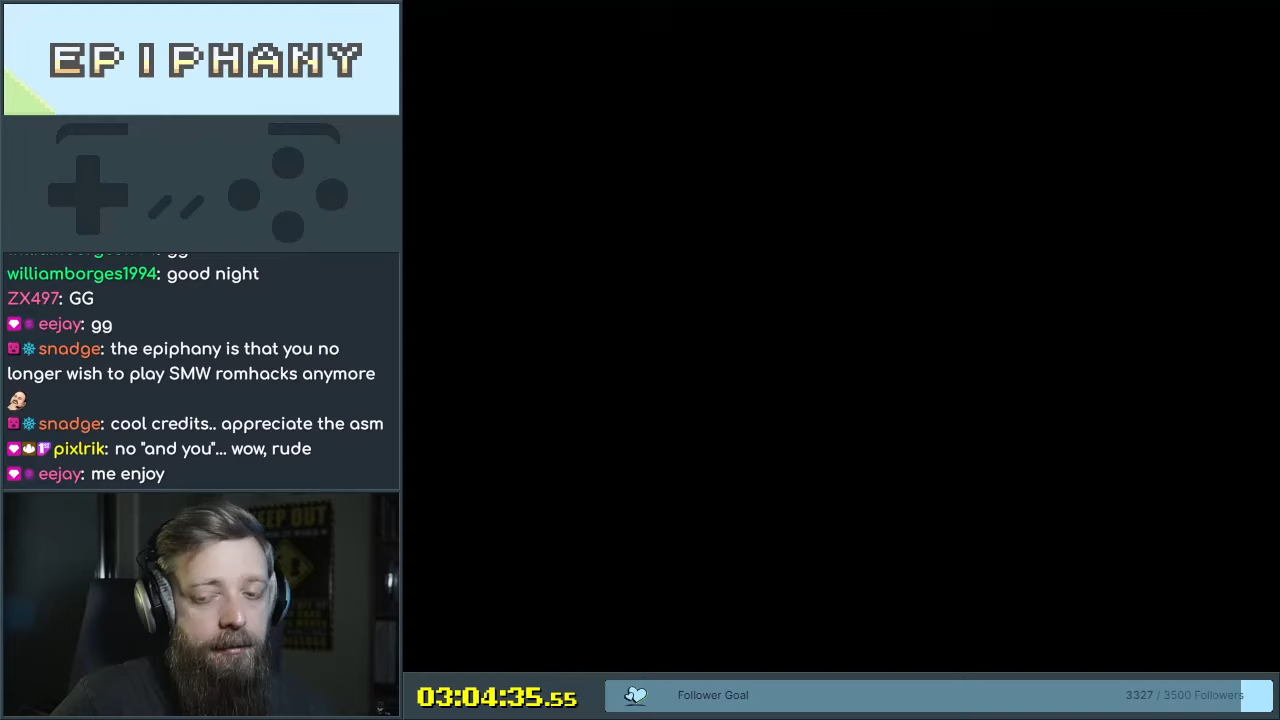 EPIPHANY
williamborges1994: good night
ZX497: GG
eejay: gg
snadge: the epiphany is that you no
longer wish to play SMW romhacks anymore
snadge: cool credits.. appreciate the asm
pixlrik: no "and you"... wow, rude
eejay: me enjoy
KEEP OUT
03:04:35.55
Follower Goal
3327 / 3500 Followers